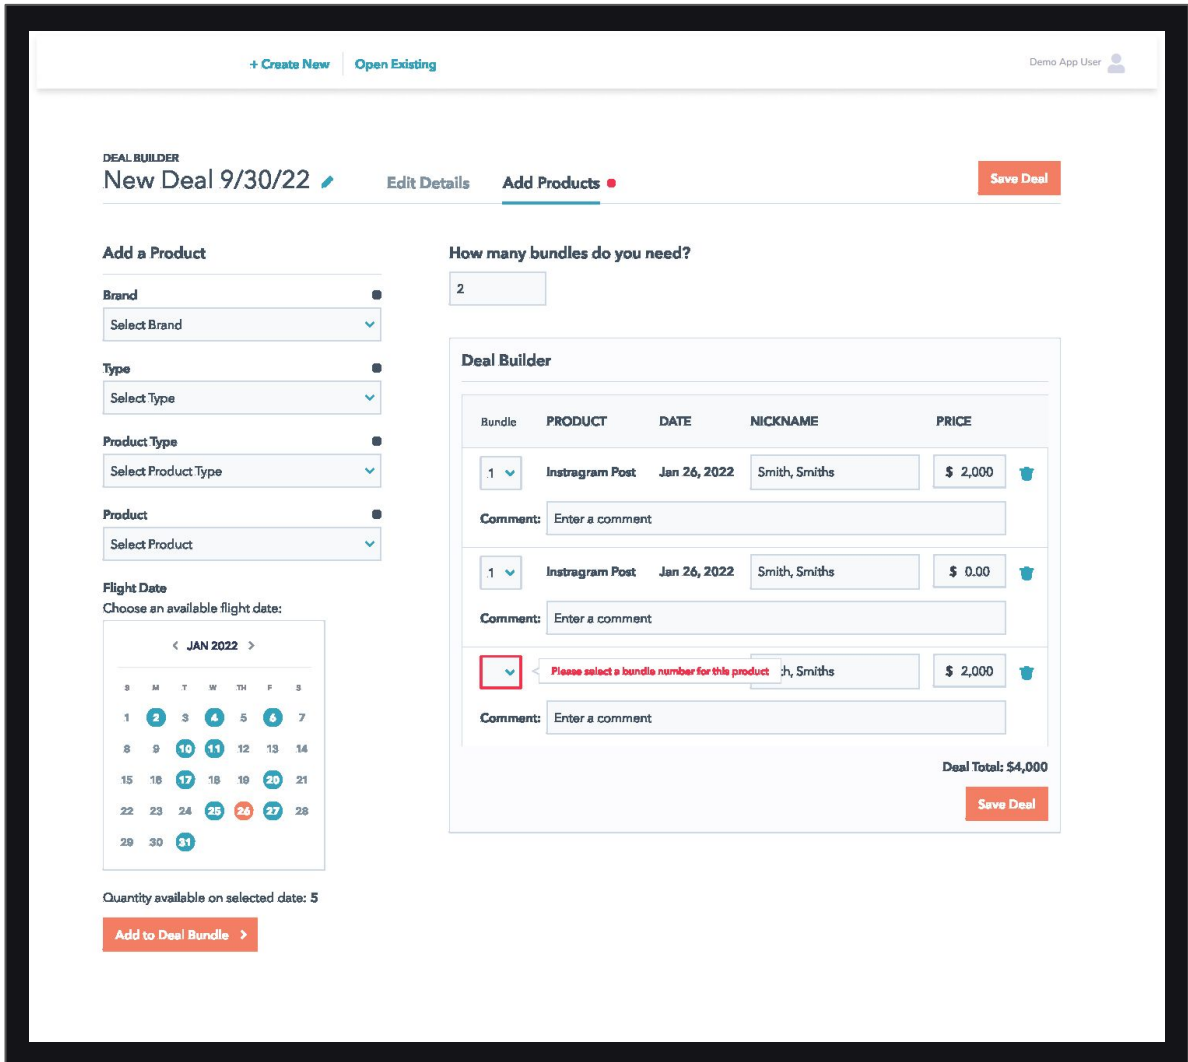 + Create New Open Existing Demo App User
DEAL BUILDER
New Deal 9/30/22 Edit Details Add Products Save Deal
Add a Product
Brand
Select Brand
Type
Select Type
Product Type
Select Product Type
Product
Select Product
Flight Date
Choose an available flight date:
< JAN 2022 >
S M T W TH F S
1 2 3 4 5 6 7
8 9 10 11 12 13 14
15 16 17 18 19 20 21
22 23 24 25 26 27 28
29 30 31
Quantity available on selected date: 5
Add to Deal Bundle >
How many bundles do you need?
2
Deal Builder
Bundle PRODUCT DATE NICKNAME PRICE
1 Instragram Post Jan 26, 2022 Smith, Smiths $ 2,000
Comment: Enter a comment
1 Instragram Post Jan 26, 2022 Smith, Smiths $ 0.00
Comment: Enter a comment
Please select a bundle number for this product th, Smiths $ 2,000
Comment: Enter a comment
Deal Total: $4,000
Save Deal